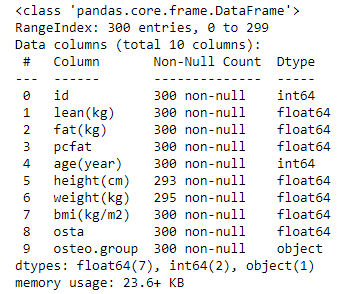 <class 'pandas.core.frame.DataFrame'>
RangeIndex: 300 entries, 0 to 299
Data columns (total 10 columns):
 #   Column       Non-Null Count  Dtype
---  ------       --------------  -----
 0   id           300 non-null    int64
 1   lean(kg)     300 non-null    float64
 2   fat(kg)      300 non-null    float64
 3   pcfat        300 non-null    float64
 4   age(year)    300 non-null    int64
 5   height(cm)   293 non-null    float64
 6   weight(kg)   295 non-null    float64
 7   bmi(kg/m2)   300 non-null    float64
 8   osta         300 non-null    float64
 9   osteo.group  300 non-null    object
dtypes: float64(7), int64(2), object(1)
memory usage: 23.6+ KB